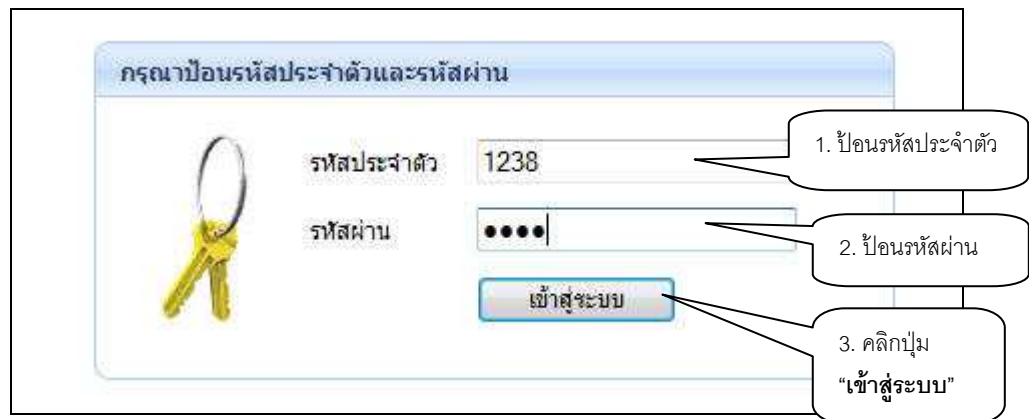 กรุณาป้อนรหัสประจำตัวและรหัสผ่าน
รหัสประจำตัว
1238
1. ป้อนรหัสประจำตัว
รหัสผ่าน
●●●●
2. ป้อนรหัสผ่าน
เข้าสู่ระบบ
3. คลิกปุ่ม
“เข้าสู่ระบบ”